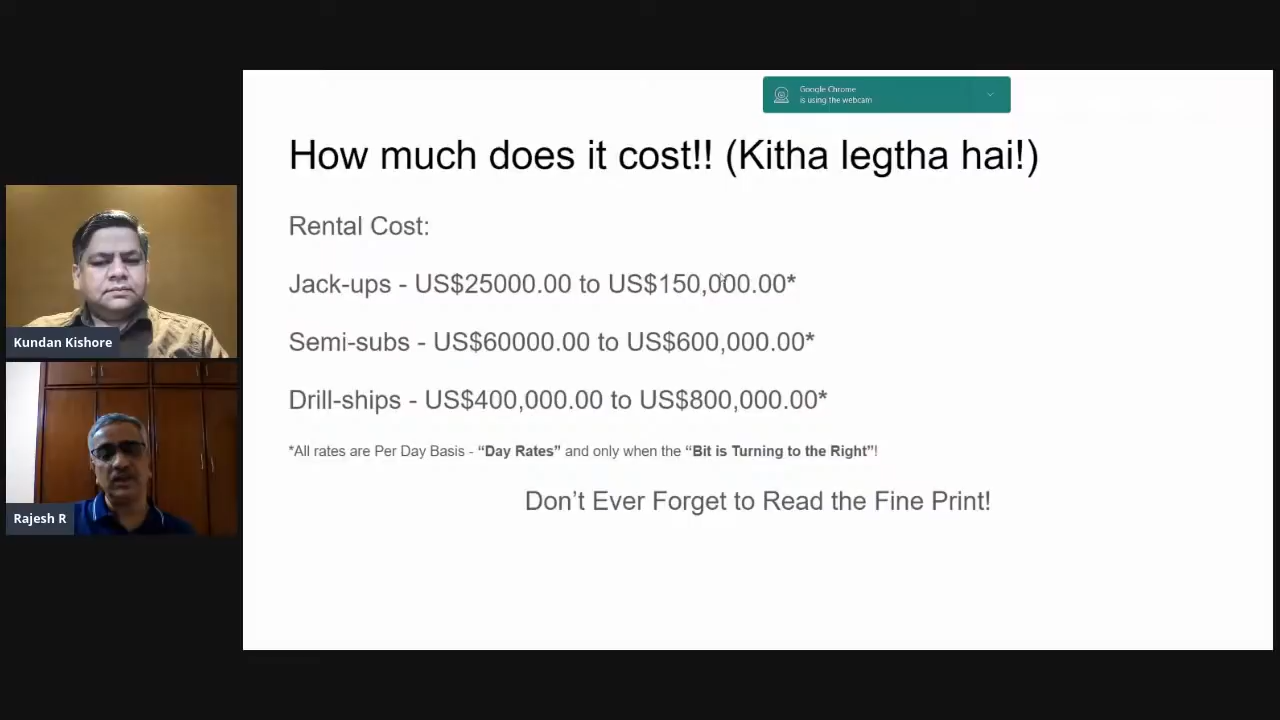 Google Chrome
is using the webcam
How much does it cost!! (Kitha legtha hai!)
Rental Cost:
Jack-ups - US$25000.00 to US$150,000.00*
Semi-subs - US$60000.00 to US$600,000.00*
Drill-ships - US$400,000.00 to US$800,000.00*
*All rates are Per Day Basis - “Day Rates” and only when the “Bit is Turning to the Right”!
Don’t Ever Forget to Read the Fine Print!
Kundan Kishore
Rajesh R